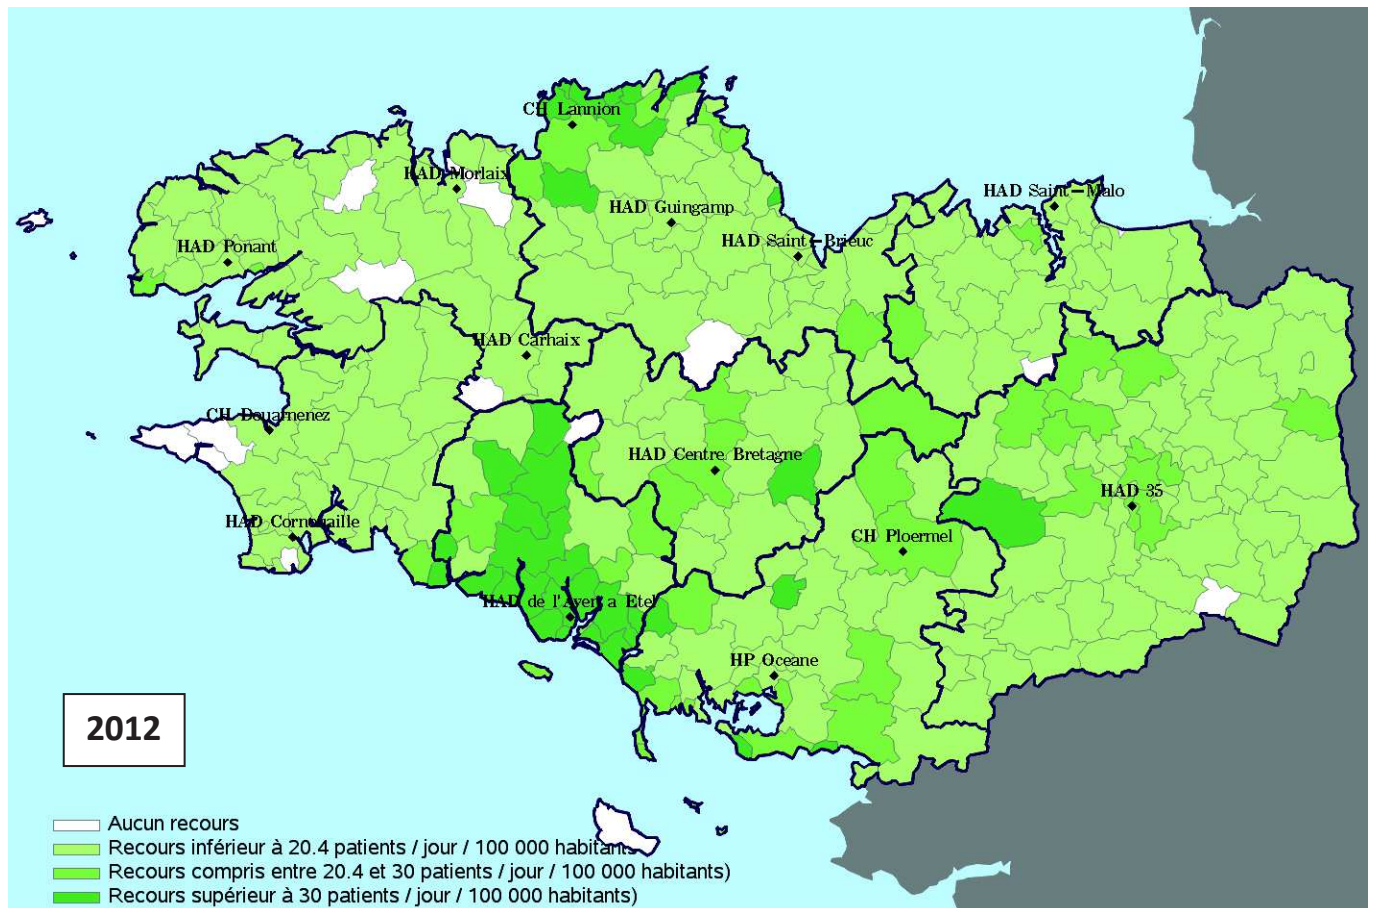 CH Lannion
HAD Morlaix
HAD Saint-Malo
HAD Guingamp
HAD Ponant
HAD Saint-Brieuc
HAD Carhaix
CH Douarnenez
HAD Centre Bretagne
HAD 35
HAD Cornouaille
CH Ploermel
HAD de l'Aven a Etel
HP Oceane
2012
Aucun recours
Recours inférieur à 20.4 patients / jour / 100 000 habitants
Recours compris entre 20.4 et 30 patients / jour / 100 000 habitants)
Recours supérieur à 30 patients / jour / 100 000 habitants)